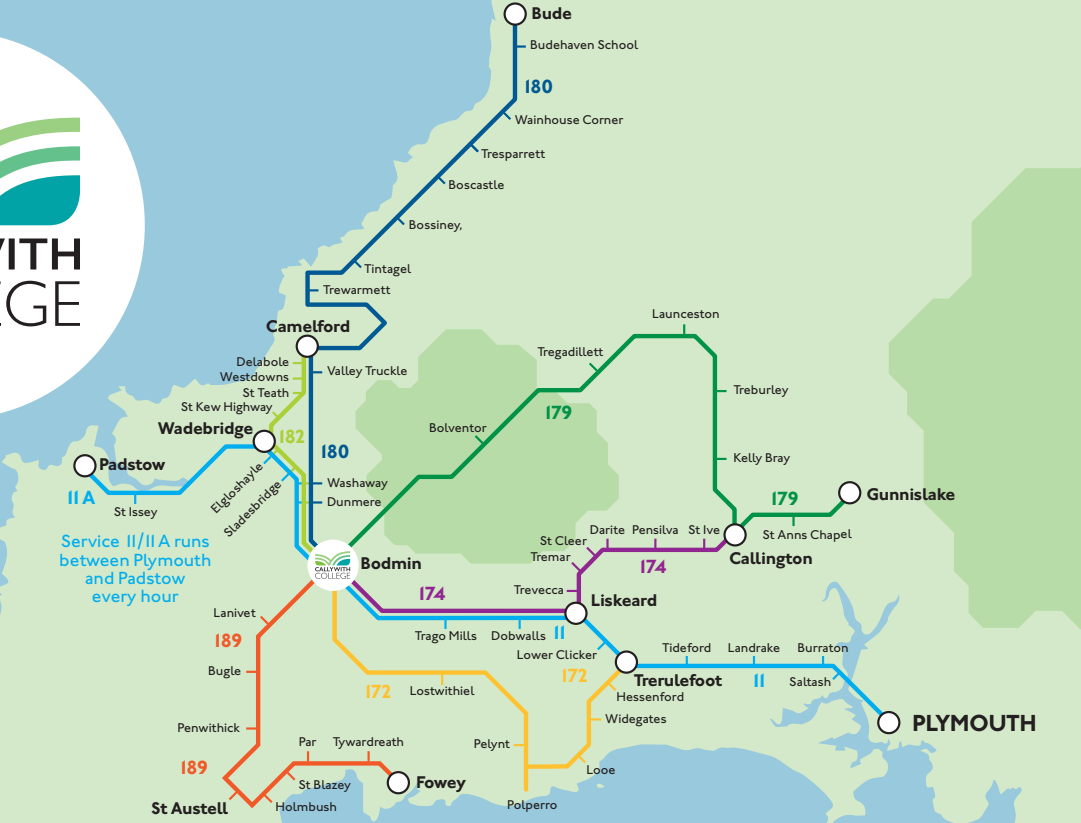 Bude
Budehaven School
180
Wainhouse Corner
Tresparrett
Boscastle
Bossiney,
Tintagel
Trewarmett
Camelford
Delabole
Westdowns
St Teath
St Kew Highway
Valley Truckle
Wadebridge
182
180
Padstow
11 A
St Issey
Elgloshayle
Sladesbridge
Washaway
Dunmere
Service 11/11 A runs
between Plymouth
and Padstow
every hour
CALLYWITH
COLLEGE
Bodmin
Launceston
Tregadillett
179
Bolventor
Treburley
Kelly Bray
179
Gunnislake
St Anns Chapel
Callington
St Ive
Pensilva
Darite
St Cleer
Tremar
174
Trevecca
Liskeard
174
Trago Mills
Dobwalls
11
Lower Clicker
Trerulefoot
Tideford
Landrake
Burraton
11
Saltash
PLYMOUTH
172
Hessenford
Widegates
Looe
Polperro
Pelynt
Lostwithiel
172
Lanivet
189
Bugle
Penwithick
189
St Austell
Holmbush
St Blazey
Par
Tywardreath
Fowey